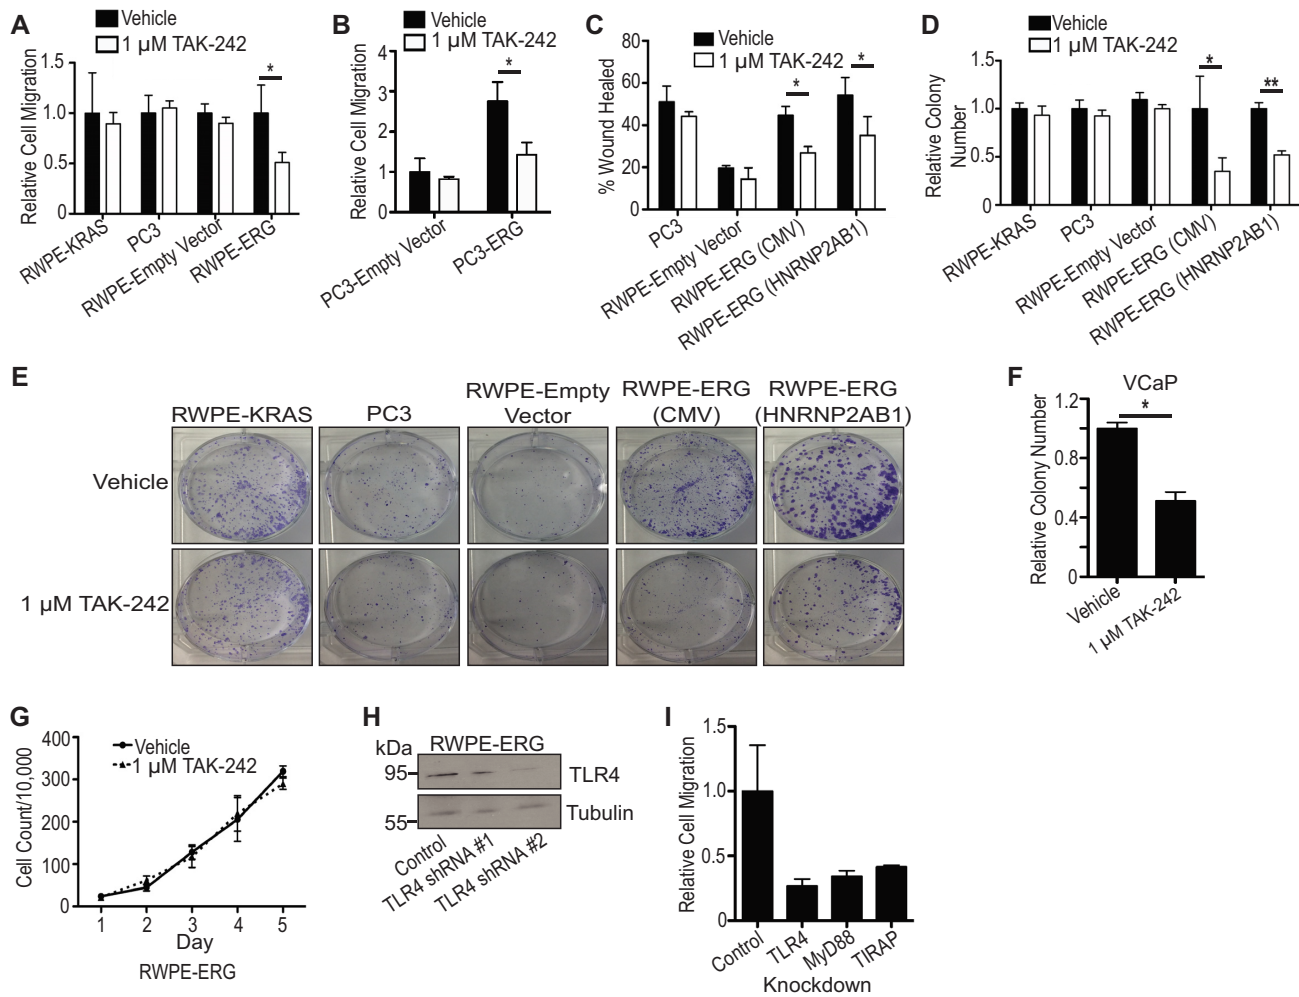 A
Vehicle
1 µM TAK-242
Relative Cell Migration
1.5
1.0
0.5
0
*
RWPE-KRAS
PC3
RWPE-Empty Vector
RWPE-ERG
B
Vehicle
1 µM TAK-242
Relative Cell Migration
4
3
2
1
0
*
PC3-Empty Vector
PC3-ERG
C
Vehicle
1 µM TAK-242
% Wound Healed
80
60
40
20
0
*
*
PC3
RWPE-Empty Vector
RWPE-ERG (CMV)
RWPE-ERG (HNRNP2AB1)
D
Vehicle
1 µM TAK-242
Relative Colony
Number
1.5
1.0
0.5
0
*
**
RWPE-KRAS
PC3
RWPE-Empty Vector
RWPE-ERG (CMV)
RWPE-ERG (HNRNP2AB1)
E
RWPE-KRAS
PC3
RWPE-Empty
Vector
RWPE-ERG
(CMV)
RWPE-ERG
(HNRNP2AB1)
Vehicle
1 µM TAK-242
F
VCaP
*
Relative Colony Number
1.2
0.8
0.4
0
Vehicle
1 µM TAK-242
G
Vehicle
1 µM TAK-242
Cell Count/10,000
400
300
200
100
0
1 2 3 4 5
Day
RWPE-ERG
H
kDa
RWPE-ERG
95
TLR4
55
Tubulin
Control
TLR4 shRNA #1
TLR4 shRNA #2
I
Relative Cell Migration
1.5
1.0
0.5
0
Control
TLR4
MyD88
TIRAP
Knockdown